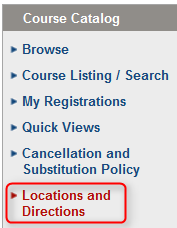 Course Catalog
Browse
Course Listing / Search
My Registrations
Quick Views
Cancellation and
Substitution Policy
Locations and
Directions